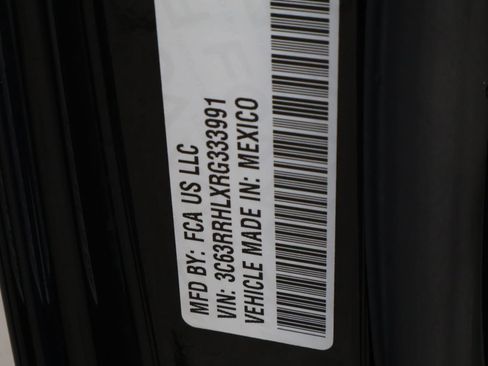 MFD BY: FCA US LLC
VIN: 3C63RRHLXRG333991
VEHICLE MADE IN: MEXICO